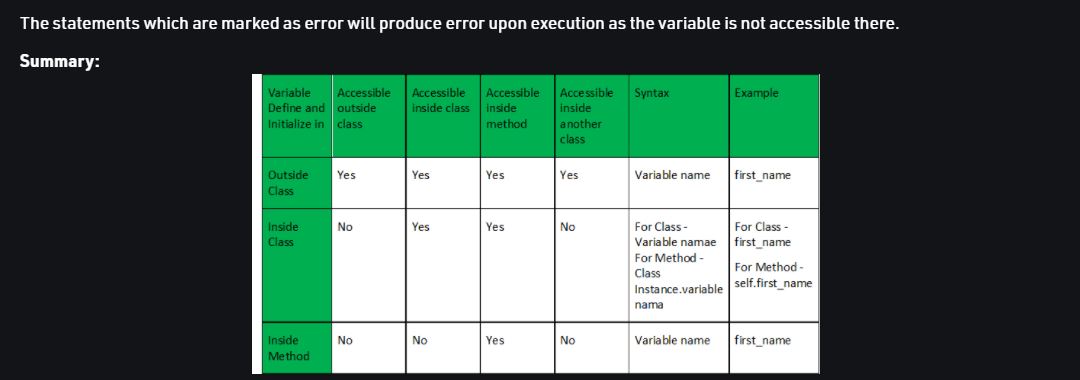 The statements which are marked as error will produce error upon execution as the variable is not accessible there.
Summary:
Variable Define and Initialize in
Accessible outside class
Accessible inside class
Accessible inside method
Accessible inside another class
Syntax
Example
Outside Class
Yes
Yes
Yes
Yes
Variable name
first_name
Inside Class
No
Yes
Yes
No
For Class -
Variable namae
For Method -
Class
Instance.variable
nama
For Class -
first_name
For Method -
self.first_name
Inside Method
No
No
Yes
No
Variable name
first_name